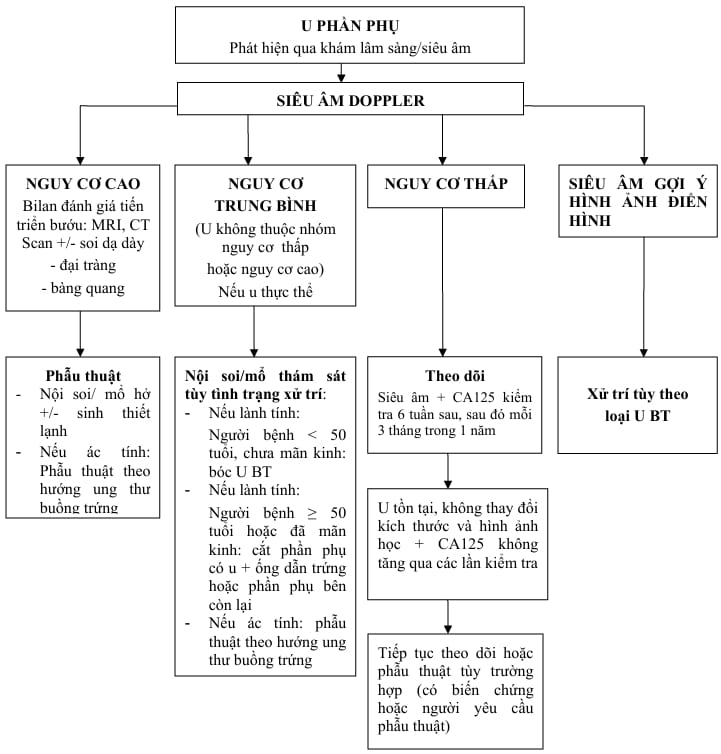 U PHẦN PHỤ
Phát hiện qua khám lâm sàng/siêu âm
SIÊU ÂM DOPPLER
NGUY CƠ CAO
Bilan đánh giá tiến
triển bướu: MRI, CT
Scan +/- soi dạ dày
- đại tràng
- bàng quang
NGUY CƠ
TRUNG BÌNH
(U không thuộc nhóm
nguy cơ thấp
hoặc nguy cơ cao)
Nếu u thực thể
NGUY CƠ THẤP
SIÊU ÂM GỢI Ý
HÌNH ẢNH ĐIỂN
HÌNH
Phẫu thuật
- Nội soi/ mổ hở
+/- sinh thiết
lạnh
- Nếu ác tính:
Phẫu thuật theo
hướng ung thư
buồng trứng
Nội soi/mổ thám sát
tùy tình trạng xử trí:
- Nếu lành tính:
Người bệnh < 50
tuổi, chưa mãn kinh:
bóc U BT
- Nếu lành tính:
Người bệnh ≥ 50
tuổi hoặc đã mãn
kinh: cắt phần phụ
có u + ống dẫn trứng
hoặc phần phụ bên
còn lại
- Nếu ác tính: phẫu
thuật theo hướng ung
thư buồng trứng
Theo dõi
Siêu âm + CA125 kiểm
tra 6 tuần sau, sau đó mỗi
3 tháng trong 1 năm
U tồn tại, không thay đổi
kích thước và hình ảnh
học + CA125 không
tăng qua các lần kiểm tra
Tiếp tục theo dõi hoặc
phẫu thuật tùy trường
hợp (có biến chứng
hoặc người yêu cầu
phẫu thuật)
Xử trí tùy theo
loại U BT